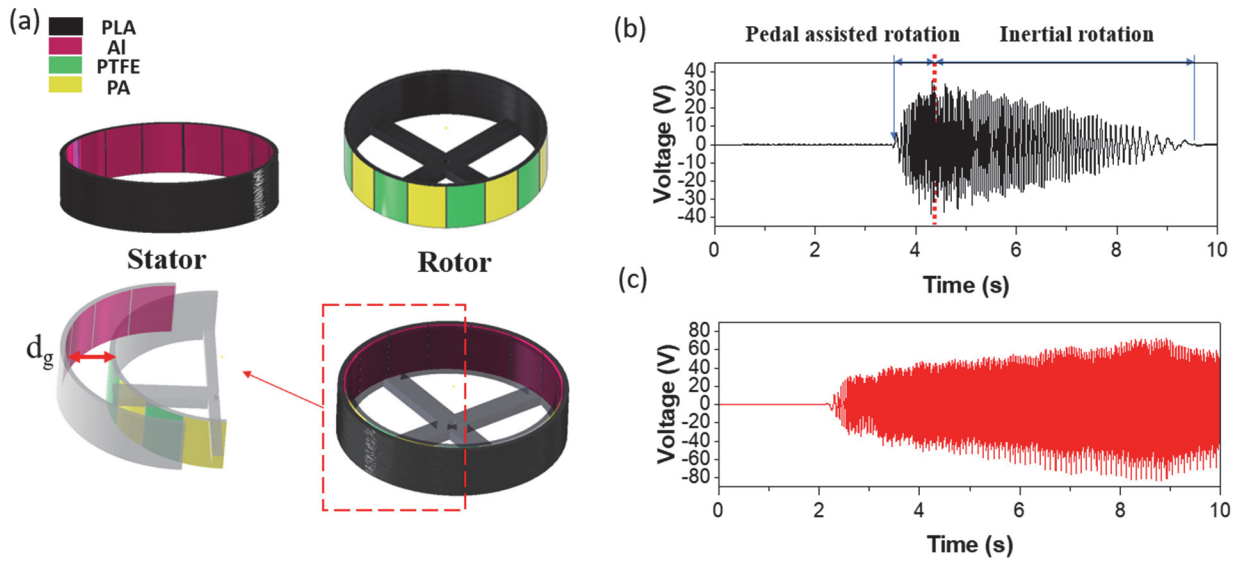 (a)
PLA
Al
PTFE
PA
Stator
Rotor
d_g
(b)
Pedal assisted rotation
Inertial rotation
40
30
20
10
0
-10
-20
-30
-40
Voltage (V)
0 2 4 6 8 10
Time (s)
(c)
80
60
40
20
0
-20
-40
-60
-80
Voltage (V)
0 2 4 6 8 10
Time (s)